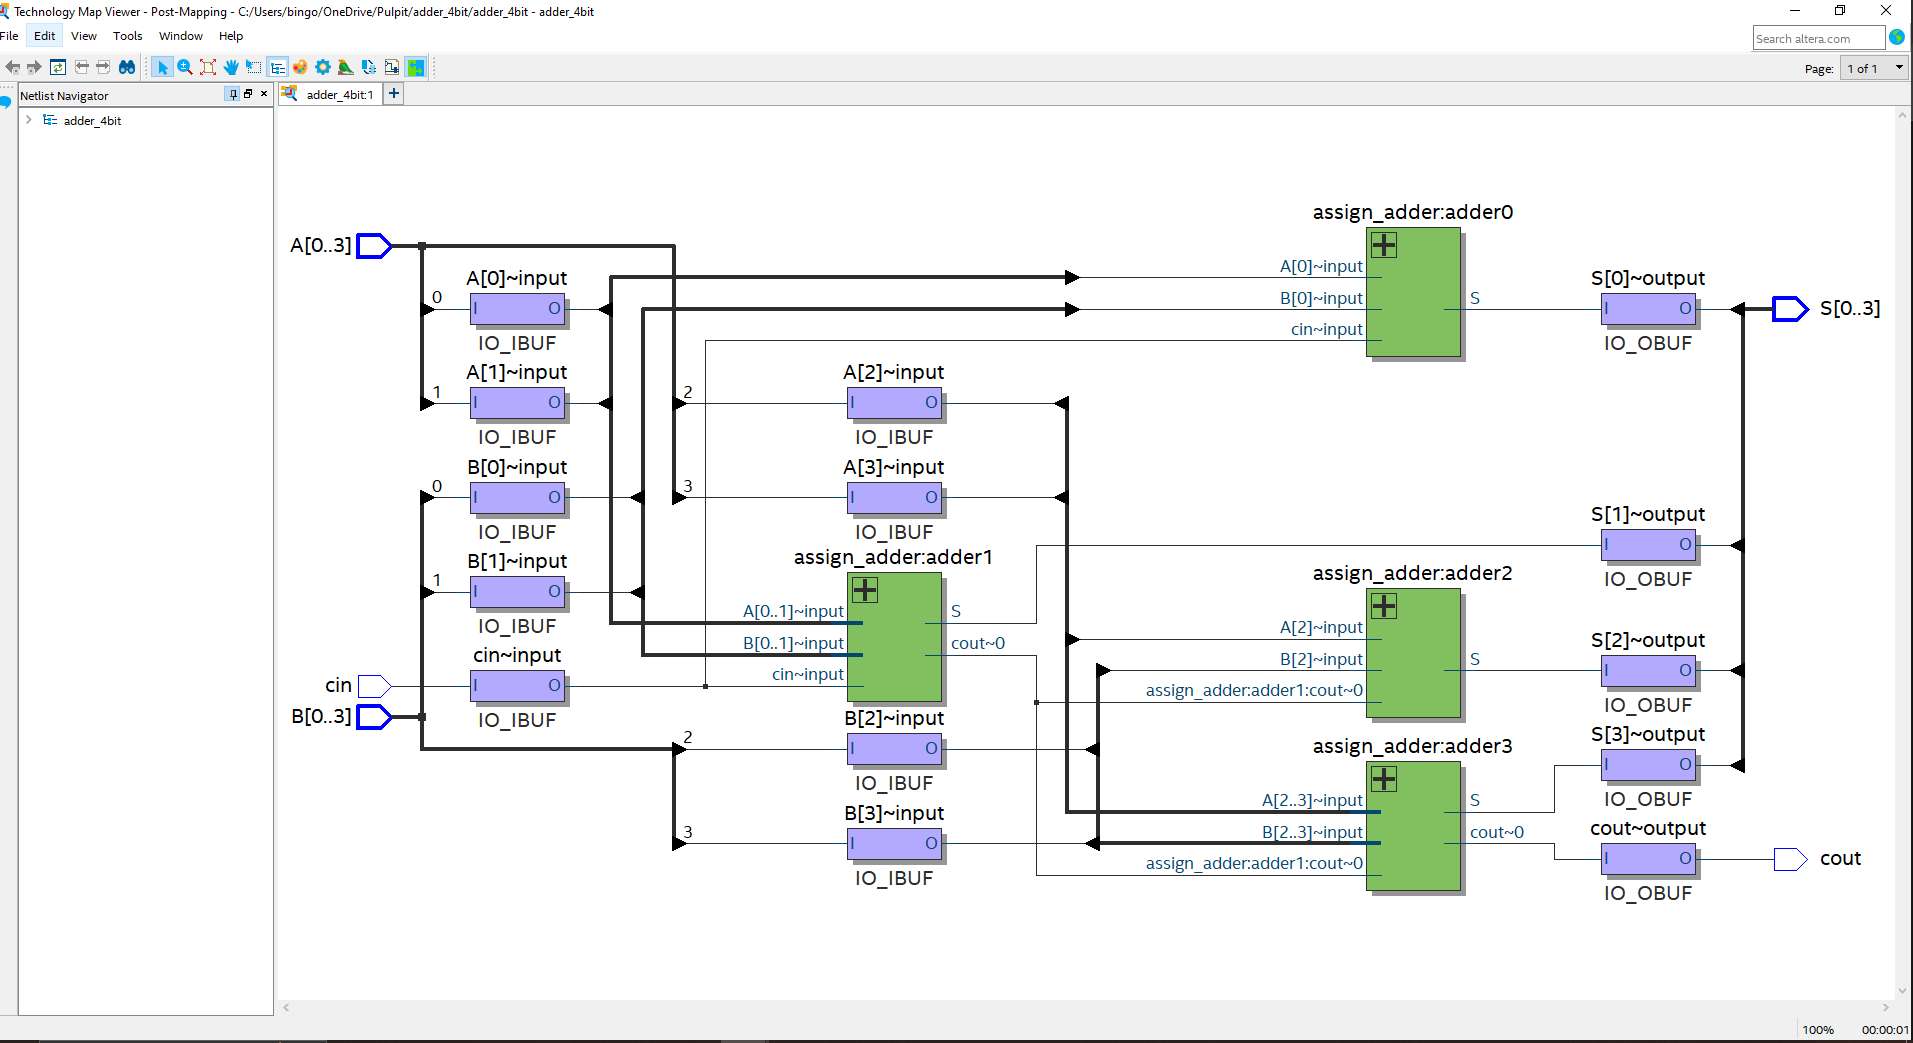 Technology Map Viewer - Post-Mapping - C:/Users/bingo/OneDrive/Pulpit/adder_4bit/adder_4bit - adder_4bit
File Edit View Tools Window Help
Search altera.com
Page: 1 of 1
Netlist Navigator
adder_4bit:1
adder_4bit
assign_adder:adder0
A[0..3]
A[0]~input
A[0]~input
S[0]~output
0
I O
B[0]~input
S
I O
S[0..3]
IO_IBUF
cin~input
IO_OBUF
A[1]~input
A[2]~input
1
I O
2
I O
IO_IBUF
IO_IBUF
B[0]~input
A[3]~input
0
I O
3
I O
S[1]~output
IO_IBUF
IO_IBUF
I O
B[1]~input
assign_adder:adder1
assign_adder:adder2
IO_OBUF
1
I O
A[0..1]~input
S
IO_IBUF
A[2]~input
S[2]~output
B[0..1]~input
cout~0
cin~input
B[2]~input
S
I O
cin
I O
cin~input
assign_adder:adder1:cout~0
IO_OBUF
B[0..3]
IO_IBUF
B[2]~input
S[3]~output
2
I O
assign_adder:adder3
I O
IO_IBUF
A[2..3]~input
S
IO_OBUF
B[3]~input
3
I O
B[2..3]~input
cout~0
cout~output
assign_adder:adder1:cout~0
I O
cout
IO_IBUF
IO_OBUF
100% 00:00:01